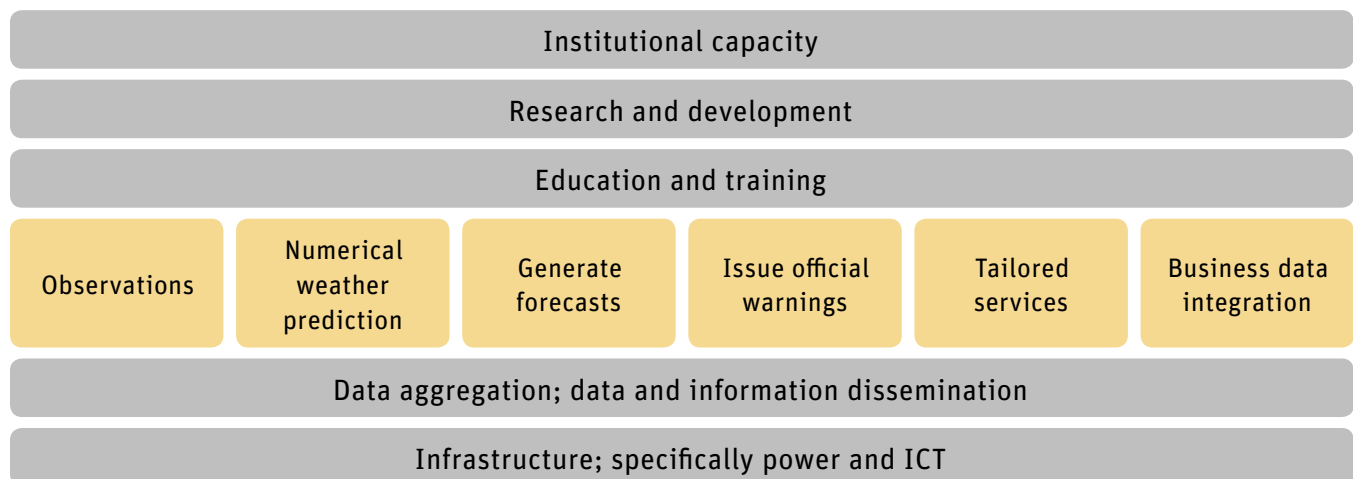 Institutional capacity
Research and development
Education and training
Observations
Numerical
weather
prediction
Generate
forecasts
Issue official
warnings
Tailored
services
Business data
integration
Data aggregation; data and information dissemination
Infrastructure; specifically power and ICT